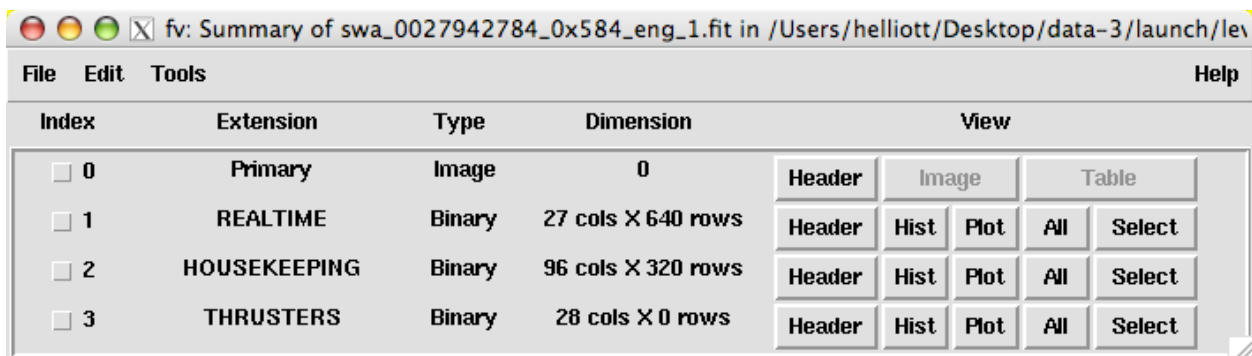 X fv: Summary of swa_0027942784_0x584_eng_1.fit in /Users/helliott/Desktop/data-3/launch/lev
File Edit Tools Help
Index Extension Type Dimension View
0 Primary Image 0 Header Image Table
1 REALTIME Binary 27 cols X 640 rows Header Hist Plot All Select
2 HOUSEKEEPING Binary 96 cols X 320 rows Header Hist Plot All Select
3 THRUSTERS Binary 28 cols X 0 rows Header Hist Plot All Select